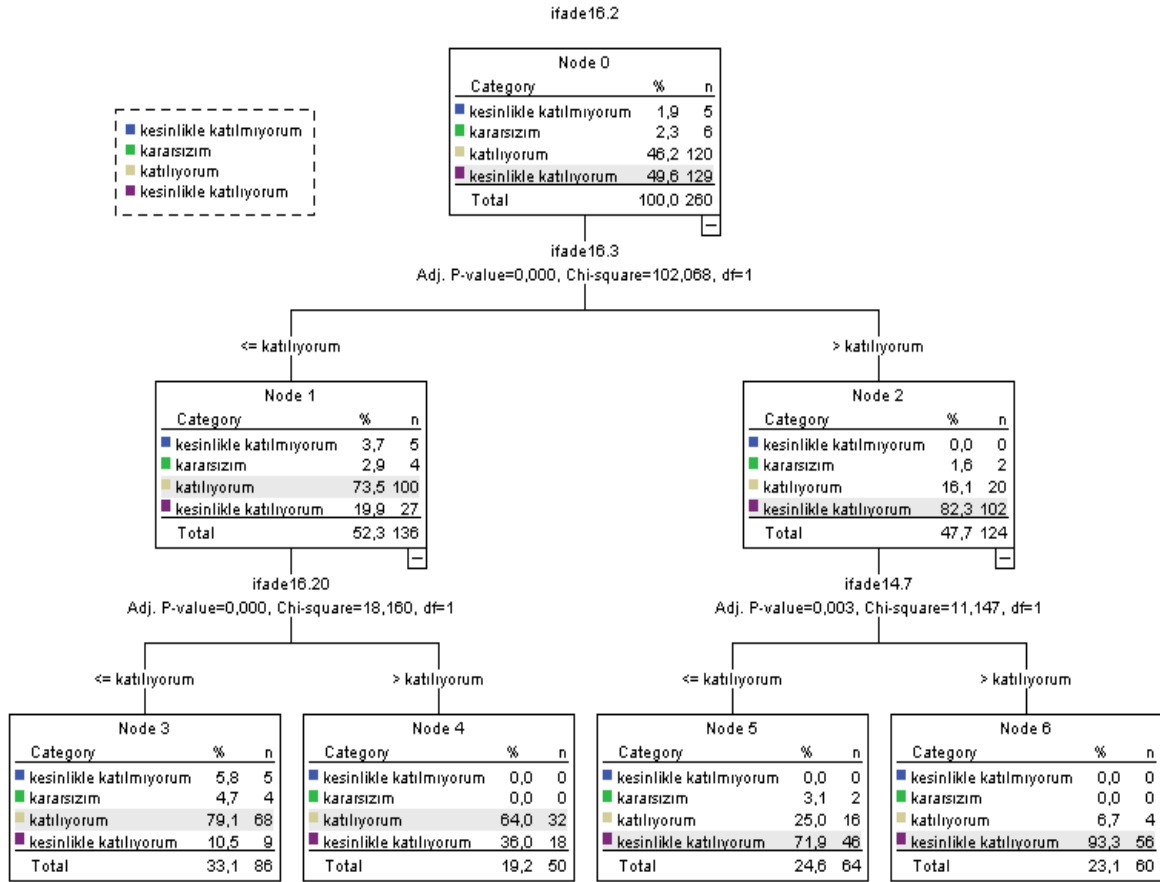 ifade16.2
Node 0
Category % n
kesinlikle katılmıyorum 1,9 5
kararsızım 2,3 6
katılıyorum 46,2 120
kesinlikle katılıyorum 49,6 129
Total 100,0 260
kesinlikle katılmıyorum
kararsızım
katılıyorum
kesinlikle katılıyorum
ifade16.3
Adj. P-value=0,000, Chi-square=102,068, df=1
<= katılıyorum
> katılıyorum
Node 1
Category % n
kesinlikle katılmıyorum 3,7 5
kararsızım 2,9 4
katılıyorum 73,5 100
kesinlikle katılıyorum 19,9 27
Total 52,3 136
Node 2
Category % n
kesinlikle katılmıyorum 0,0 0
kararsızım 1,6 2
katılıyorum 16,1 20
kesinlikle katılıyorum 82,3 102
Total 47,7 124
ifade16.20
Adj. P-value=0,000, Chi-square=18,160, df=1
ifade14.7
Adj. P-value=0,003, Chi-square=11,147, df=1
<= katılıyorum
> katılıyorum
<= katılıyorum
> katılıyorum
Node 3
Category % n
kesinlikle katılmıyorum 5,8 5
kararsızım 4,7 4
katılıyorum 79,1 68
kesinlikle katılıyorum 10,5 9
Total 33,1 86
Node 4
Category % n
kesinlikle katılmıyorum 0,0 0
kararsızım 0,0 0
katılıyorum 64,0 32
kesinlikle katılıyorum 36,0 18
Total 19,2 50
Node 5
Category % n
kesinlikle katılmıyorum 0,0 0
kararsızım 3,1 2
katılıyorum 25,0 16
kesinlikle katılıyorum 71,9 46
Total 24,6 64
Node 6
Category % n
kesinlikle katılmıyorum 0,0 0
kararsızım 0,0 0
katılıyorum 6,7 4
kesinlikle katılıyorum 93,3 56
Total 23,1 60